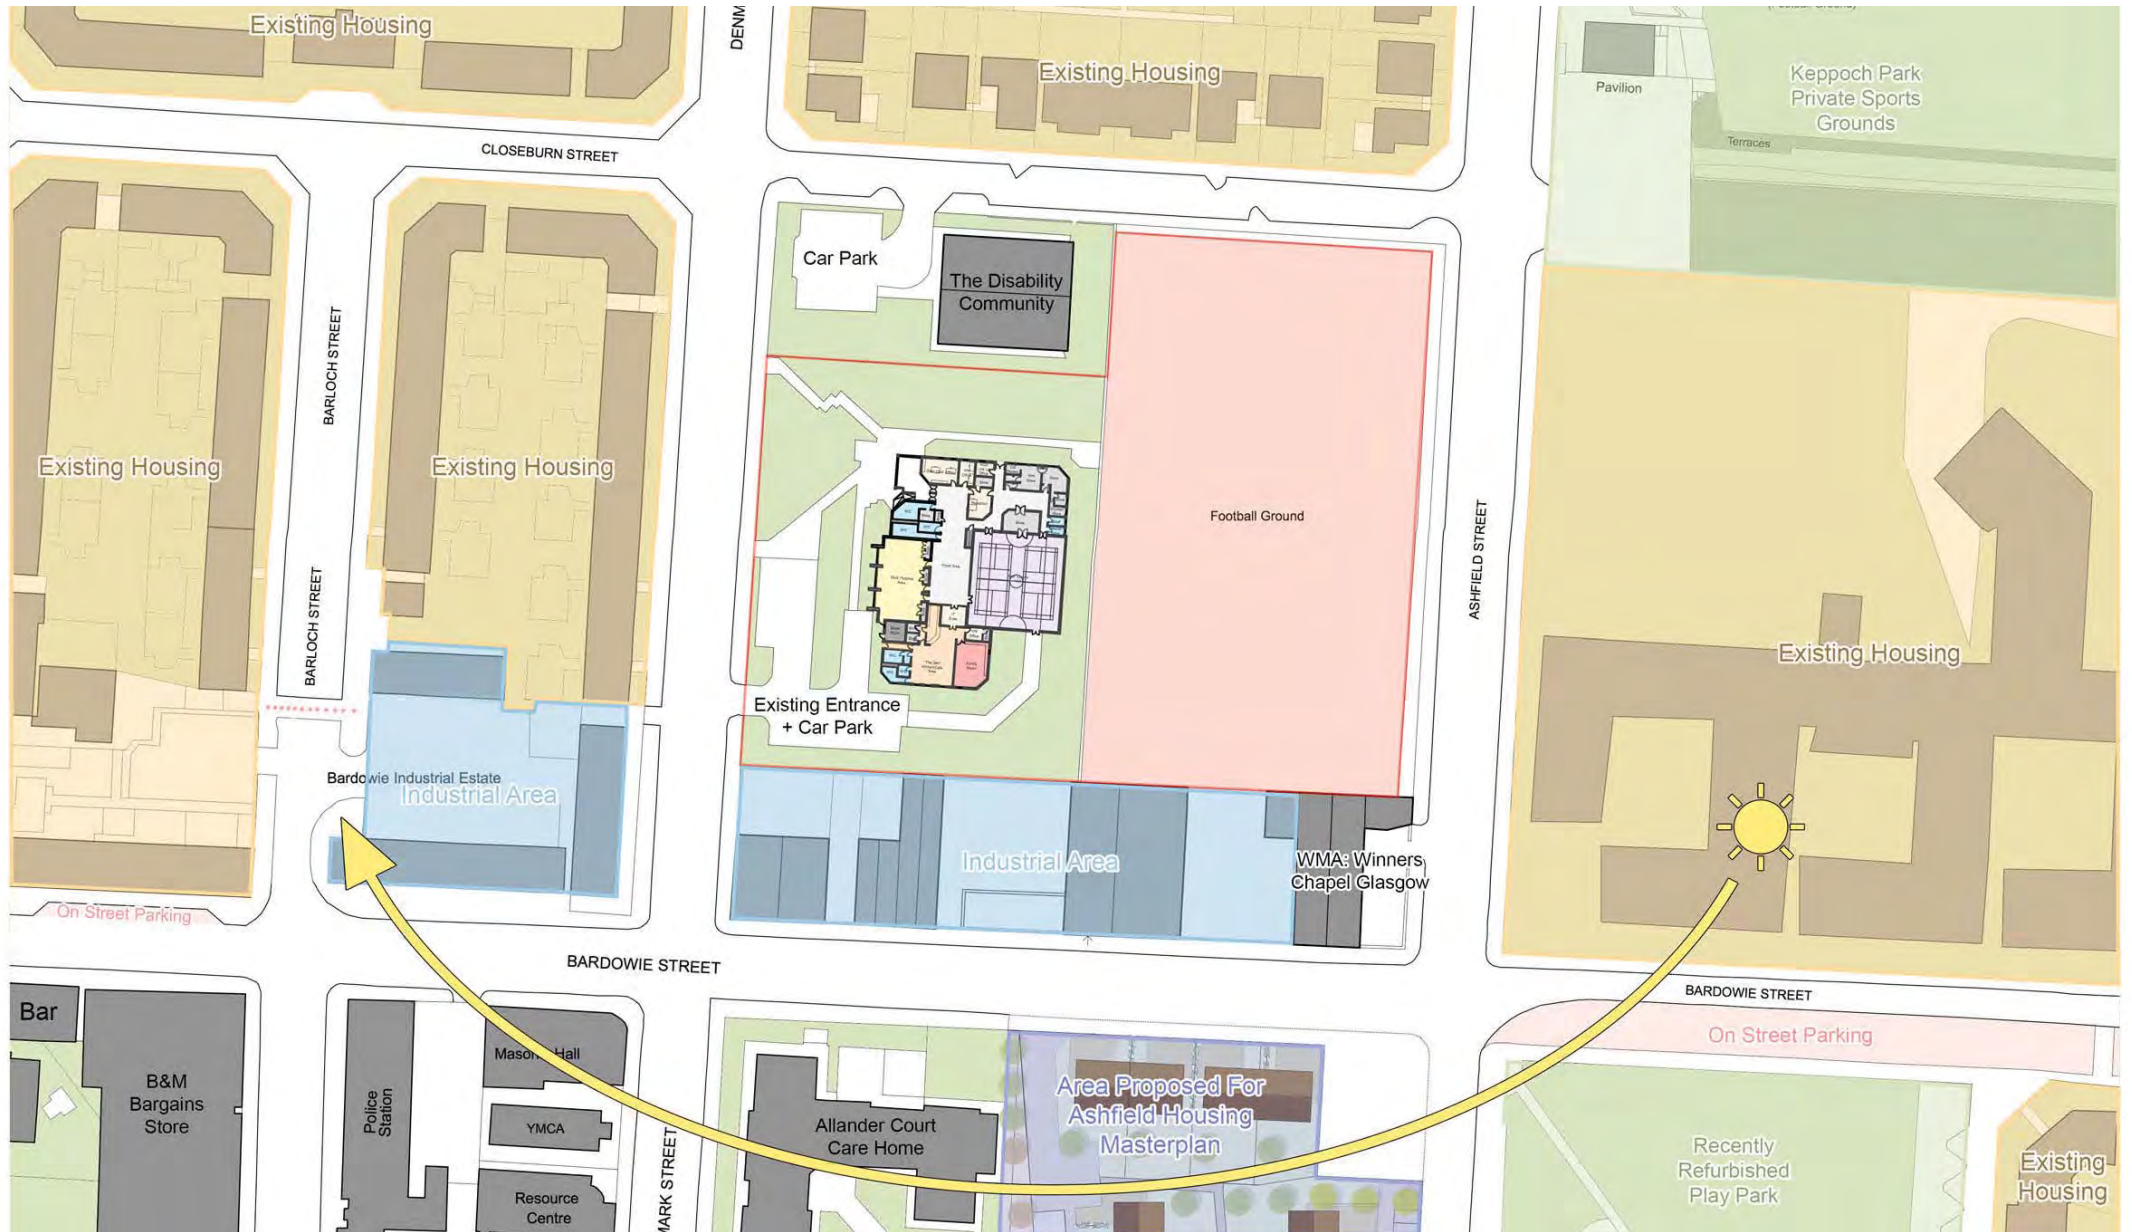 Existing Housing
DENM
Existing Housing
Pavilion
Keppoch Park
Private Sports
Grounds
Terraces
CLOSEBURN STREET
Car Park
The Disability
Community
BARLOCH STREET
Existing Housing
Existing Housing
Football Ground
ASHFIELD STREET
BARLOCH STREET
Existing Housing
Existing Entrance
+ Car Park
Bardowie Industrial Estate
Industrial Area
Industrial Area
WMA: Winners
Chapel Glasgow
On Street Parking
BARDOWIE STREET
BARDOWIE STREET
Bar
On Street Parking
B&M
Bargains
Store
Police
Station
YMCA
Resource
Centre
MARK STREET
Allander Court
Care Home
Area Proposed For
Ashfield Housing
Masterplan
Recently
Refurbished
Play Park
Existing
Housing